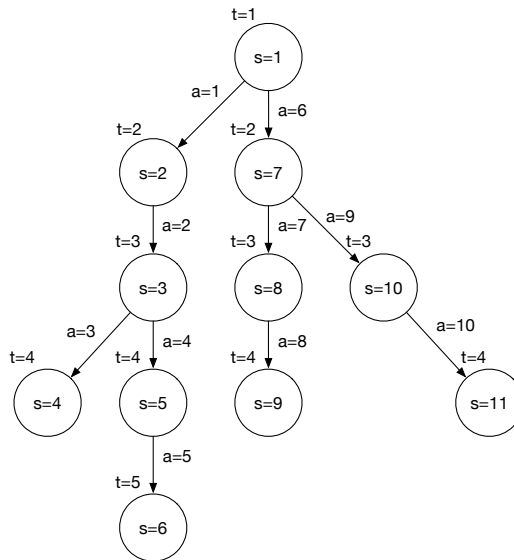 t=1
s=1
a=1
a=6
t=2
t=2
s=2
s=7
a=2
a=7
a=9
t=3
t=3
t=3
s=3
s=8
s=10
a=3
a=4
a=8
a=10
t=4
t=4
t=4
t=4
s=4
s=5
s=9
s=11
a=5
t=5
s=6